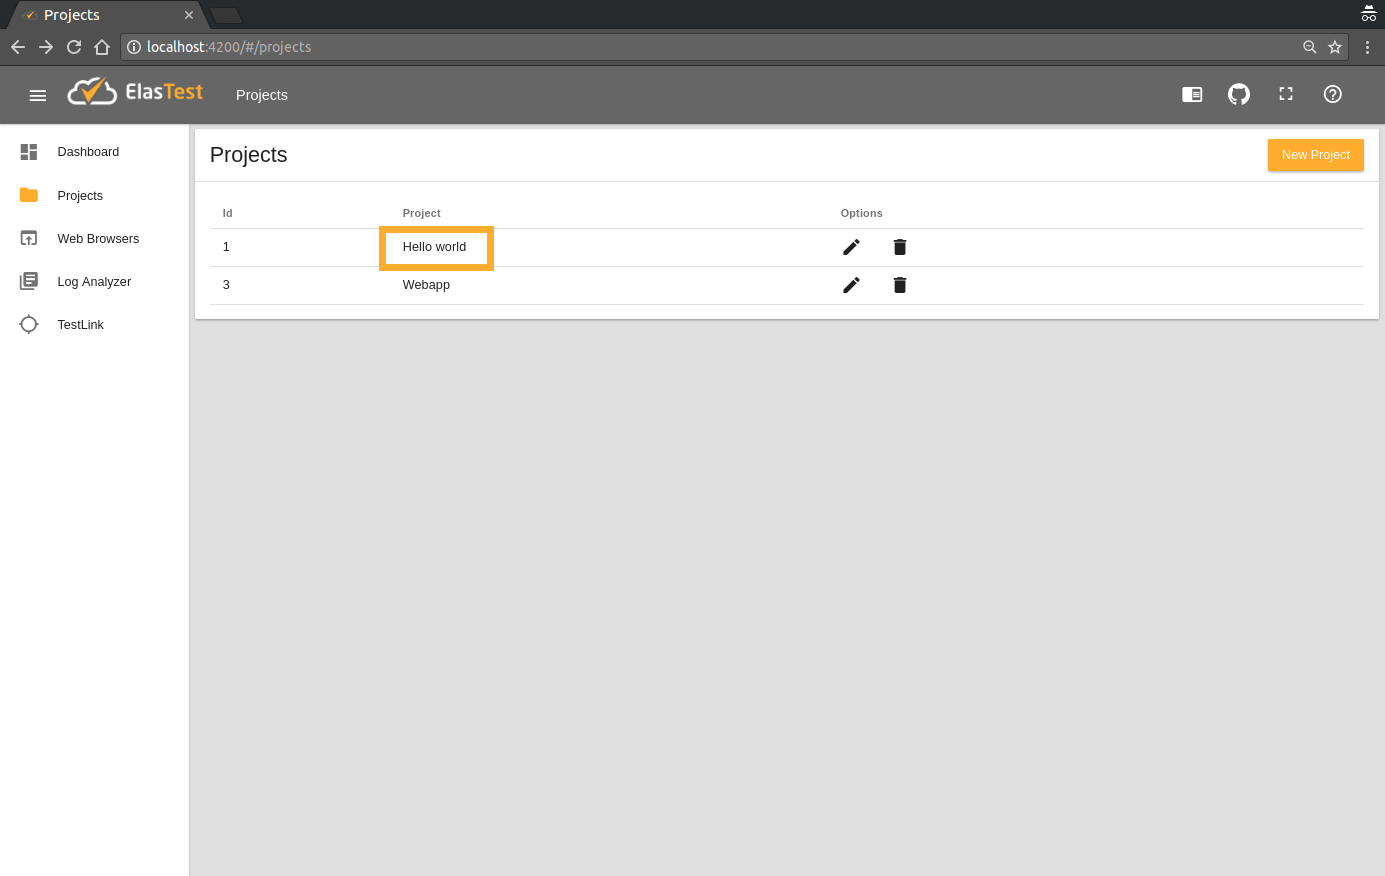 Projects
localhost:4200/#/projects
ElasTest
Projects
Dashboard
Projects
Web Browsers
Log Analyzer
TestLink
Projects
New Project
Id Project Options
1 Hello world
3 Webapp